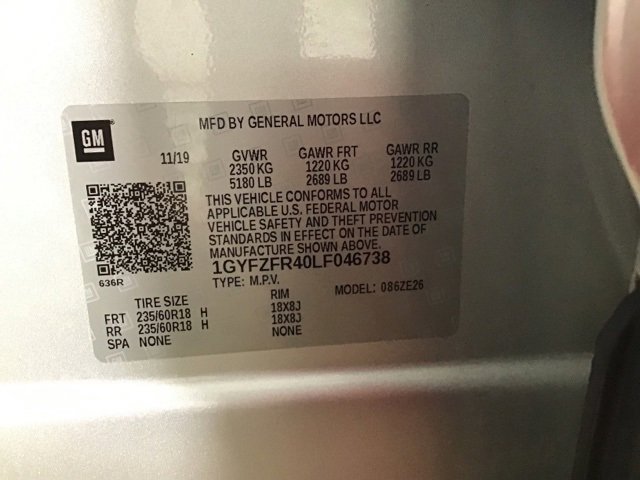 GM
MFD BY GENERAL MOTORS LLC
11/19 GVWR GAWR FRT GAWR RR
2350 KG 1220 KG 1220 KG
5180 LB 2689 LB 2689 LB
THIS VEHICLE CONFORMS TO ALL
APPLICABLE U.S. FEDERAL MOTOR
VEHICLE SAFETY AND THEFT PREVENTION
STANDARDS IN EFFECT ON THE DATE OF
MANUFACTURE SHOWN ABOVE.
1GYFZFR40LF046738
636R
TYPE: M.P.V. MODEL: 086ZE26
TIRE SIZE RIM
FRT 235/60R18 H 18X8J
RR 235/60R18 H 18X8J
SPA NONE NONE